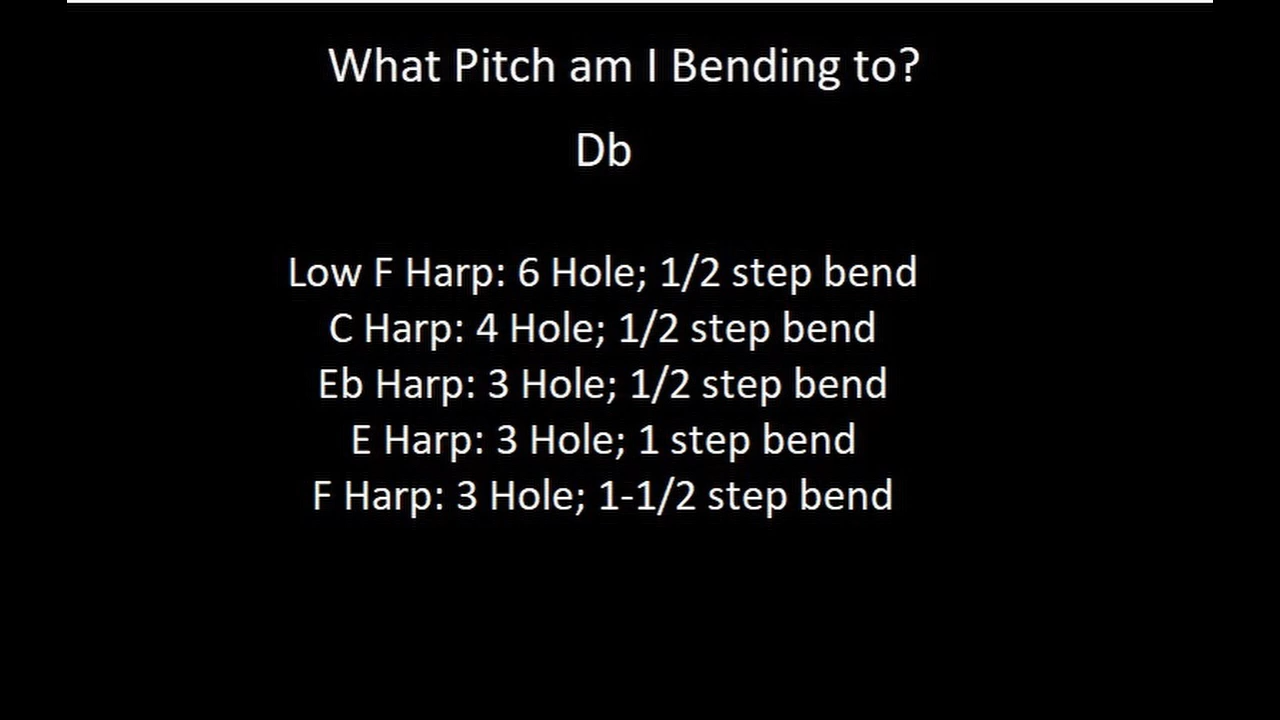 What Pitch am I Bending to?
Db
Low F Harp: 6 Hole; 1/2 step bend
C Harp: 4 Hole; 1/2 step bend
Eb Harp: 3 Hole; 1/2 step bend
E Harp: 3 Hole; 1 step bend
F Harp: 3 Hole; 1-1/2 step bend